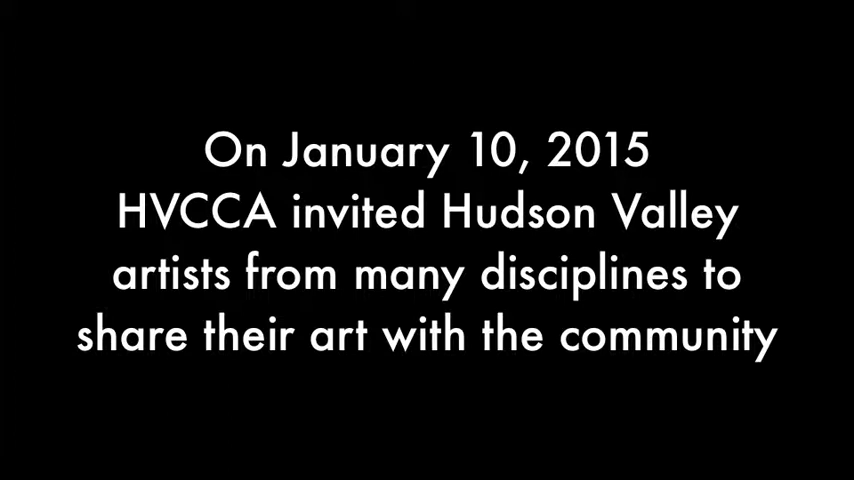 On January 10, 2015
HVCCA invited Hudson Valley
artists from many disciplines to
share their art with the community